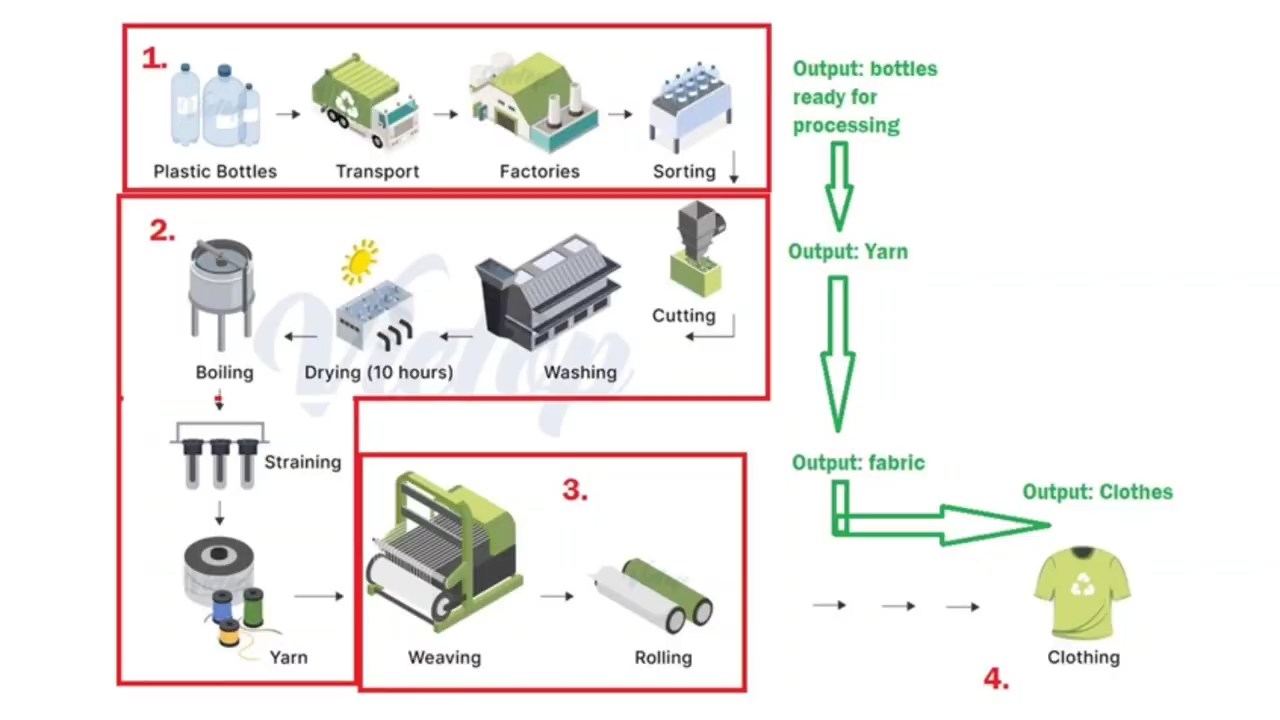 1.
Plastic Bottles
Transport
Factories
Sorting
Output: bottles
ready for
processing
2.
Cutting
Output: Yarn
Boiling
Drying (10 hours)
Washing
Victop
Straining
3.
Output: fabric
Output: Clothes
Yarn
Weaving
Rolling
Clothing
4.